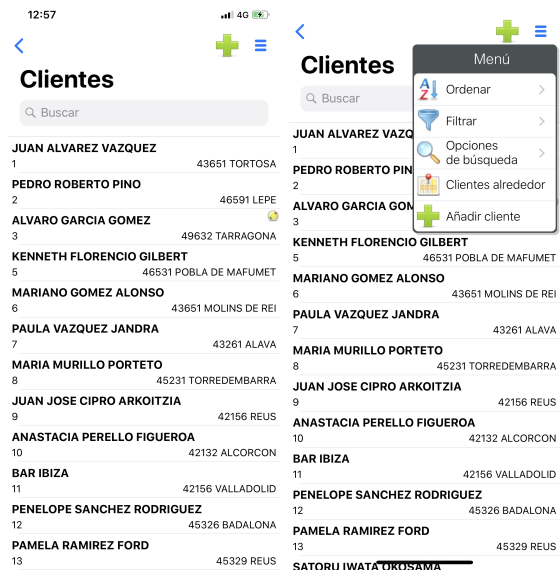 12:57
4G
Clientes
Buscar
JUAN ALVAREZ VAZQUEZ
1 43651 TORTOSA
PEDRO ROBERTO PINO
2 46591 LEPE
ALVARO GARCIA GOMEZ
3 49632 TARRAGONA
KENNETH FLORENCIO GILBERT
5 46531 POBLA DE MAFUMET
MARIANO GOMEZ ALONSO
6 43651 MOLINS DE REI
PAULA VAZQUEZ JANDRA
7 43261 ALAVA
MARIA MURILLO PORTETO
8 45231 TORREDEMBARRA
JUAN JOSE CIPRO ARKOITZIA
9 42156 REUS
ANASTACIA PERELLO FIGUEROA
10 42132 ALCORCON
BAR IBIZA
11 42156 VALLADOLID
PENELOPE SANCHEZ RODRIGUEZ
12 45326 BADALONA
PAMELA RAMIREZ FORD
13 45329 REUS
Clientes
Buscar
Menú
Ordenar
Filtrar
Opciones
de búsqueda
Clientes alrededor
Añadir cliente
JUAN ALVAREZ VAZQ
1
PEDRO ROBERTO PIN
2
ALVARO GARCIA GOM
3
KENNETH FLORENCIO GILBERT
5 46531 POBLA DE MAFUMET
MARIANO GOMEZ ALONSO
6 43651 MOLINS DE REI
PAULA VAZQUEZ JANDRA
7 43261 ALAVA
MARIA MURILLO PORTETO
8 45231 TORREDEMBARRA
JUAN JOSE CIPRO ARKOITZIA
9 42156 REUS
ANASTACIA PERELLO FIGUEROA
10 42132 ALCORCON
BAR IBIZA
11 42156 VALLADOLID
PENELOPE SANCHEZ RODRIGUEZ
12 45326 BADALONA
PAMELA RAMIREZ FORD
13 45329 REUS
SATORU IWATA OKOSAMA